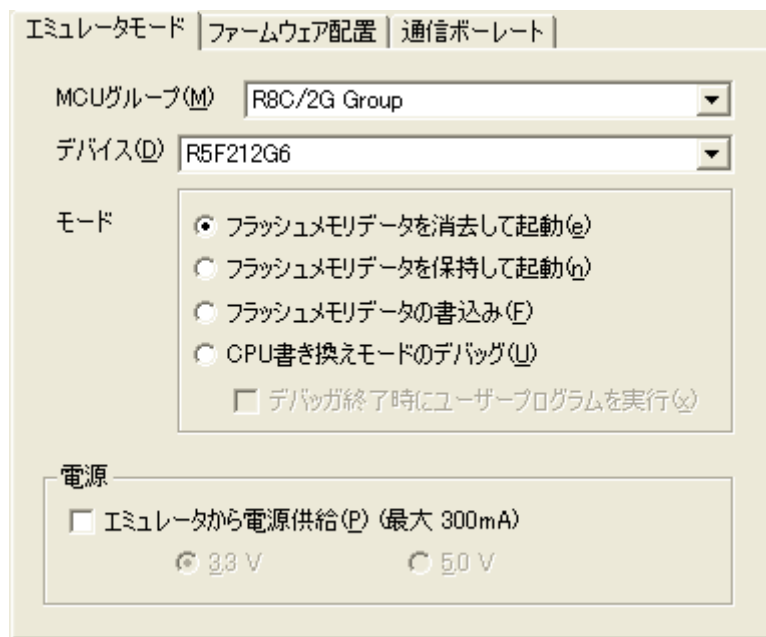 エミュレータモード ファームウェア配置 通信ボーレート
MCUグループ(M) R8C/2G Group
デバイス(D) R5F212G6
モード
フラッシュメモリデータを消去して起動(e)
フラッシュメモリデータを保持して起動(n)
フラッシュメモリデータの書込み(F)
CPU書き換えモードのデバッグ(U)
デバッガ終了時にユーザープログラムを実行(x)
電源
エミュレータから電源供給(P) (最大 300mA)
3.3 V 5.0 V